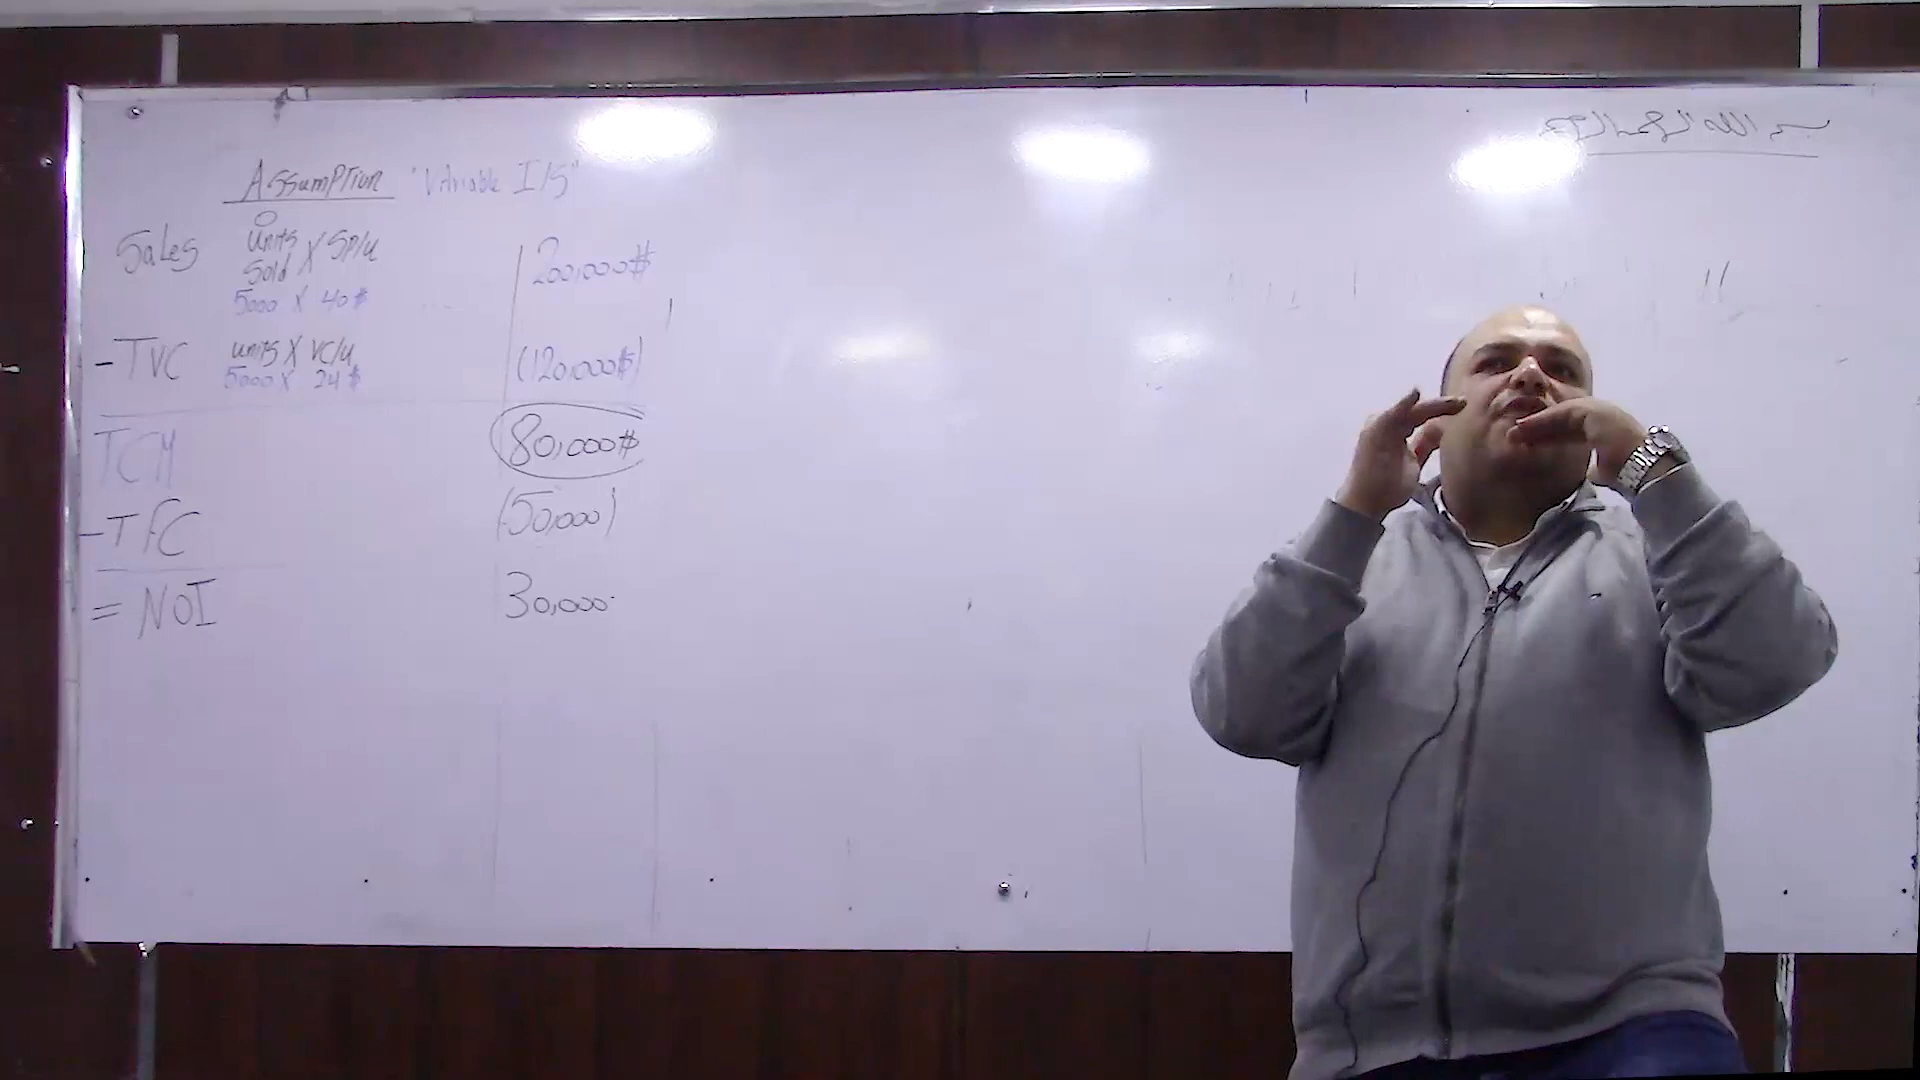 بسم الله الرحمن الرحيم
Assumption "Variable I/S"
Sales units sold X SP/u 200,000$
5000 X 40$
-TVC units X VC/u (120,000$)
5000 X 24$
TCM 80,000$
-TFC (50,000)
= NOI 30,000